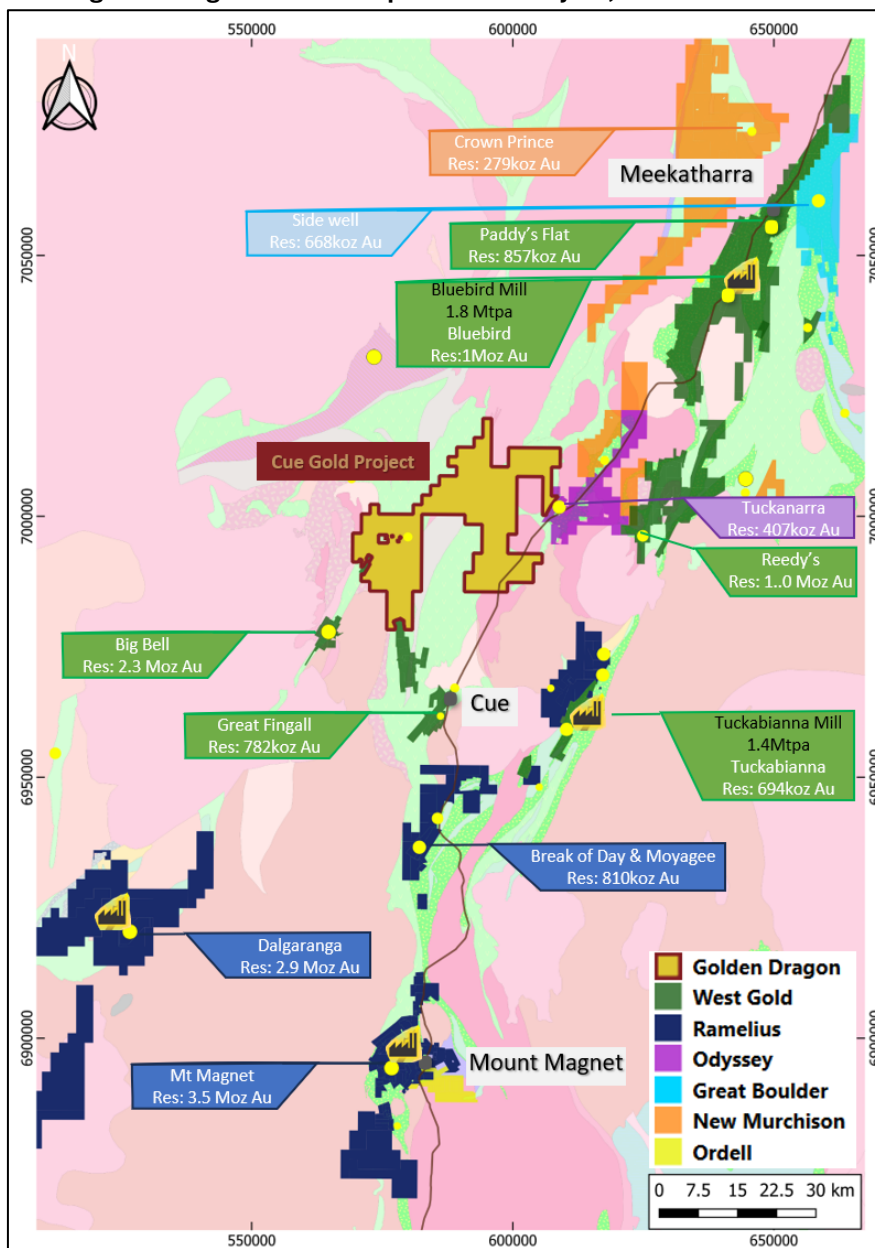 550000 600000 650000
N
Crown Prince
Res: 279koz Au
Meekatharra
Side well
Res: 668koz Au
Paddy's Flat
Res: 857koz Au
7050000
7050000
Bluebird Mill
1.8 Mtpa
Bluebird
Res:1Moz Au
Cue Gold Project
7000000
7000000
Tuckanarra
Res: 407koz Au
Reedy's
Res: 1..0 Moz Au
Big Bell
Res: 2.3 Moz Au
Cue
Great Fingall
Res: 782koz Au
Tuckabianna Mill
1.4Mtpa
Tuckabianna
Res: 694koz Au
6950000
6950000
Break of Day & Moyagee
Res: 810koz Au
Dalgaranga
Res: 2.9 Moz Au
6900000
6900000
Mount Magnet
Mt Magnet
Res: 3.5 Moz Au
Golden Dragon
West Gold
Ramelius
Odyssey
Great Boulder
New Murchison
Ordell
0 7.5 15 22.5 30 km
550000 600000 650000